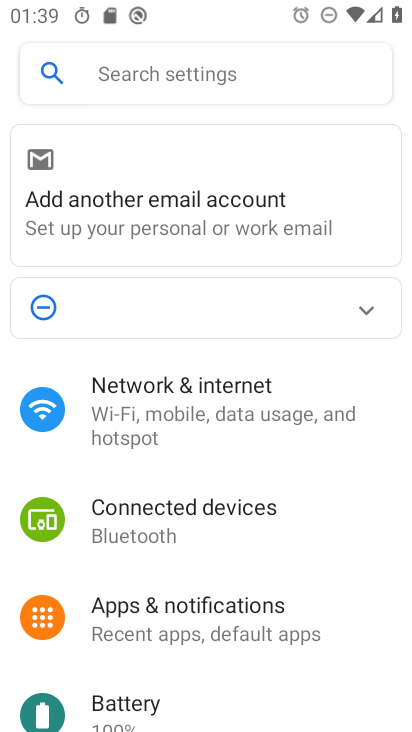 01:39
Search settings
Add another email account
Set up your personal or work email
Network & internet
Wi-Fi, mobile, data usage, and
hotspot
Connected devices
Bluetooth
Apps & notifications
Recent apps, default apps
Battery
100%